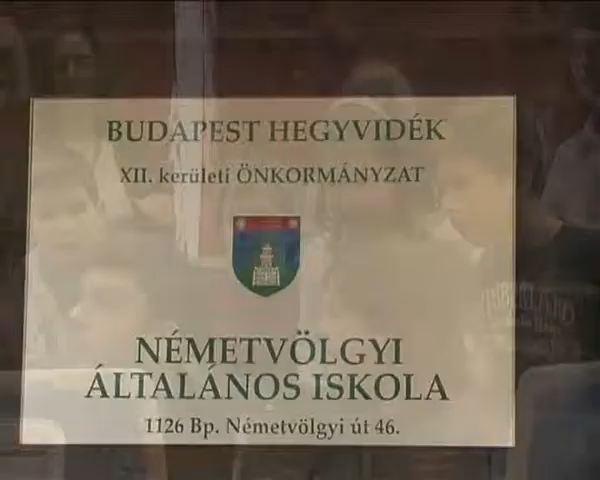 BUDAPEST HEGYVIDÉK
XII. kerületi ÖNKORMÁNYZAT
NÉMETVÖLGYI
ÁLTALÁNOS ISKOLA
1126 Bp. Németvölgyi út 46.